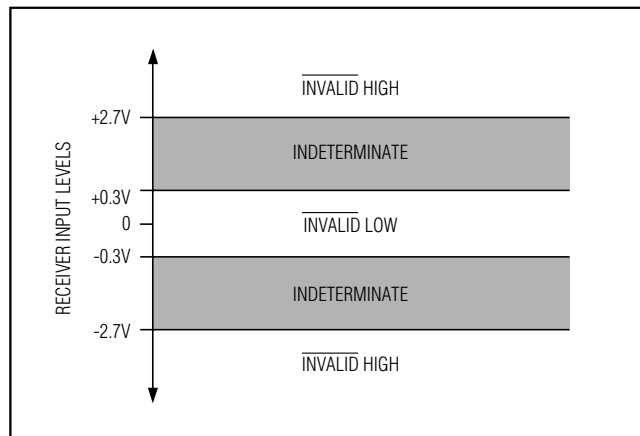 INVALID HIGH
+2.7V
INDETERMINATE
+0.3V
RECEIVER INPUT LEVELS
0
INVALID LOW
-0.3V
INDETERMINATE
-2.7V
INVALID HIGH